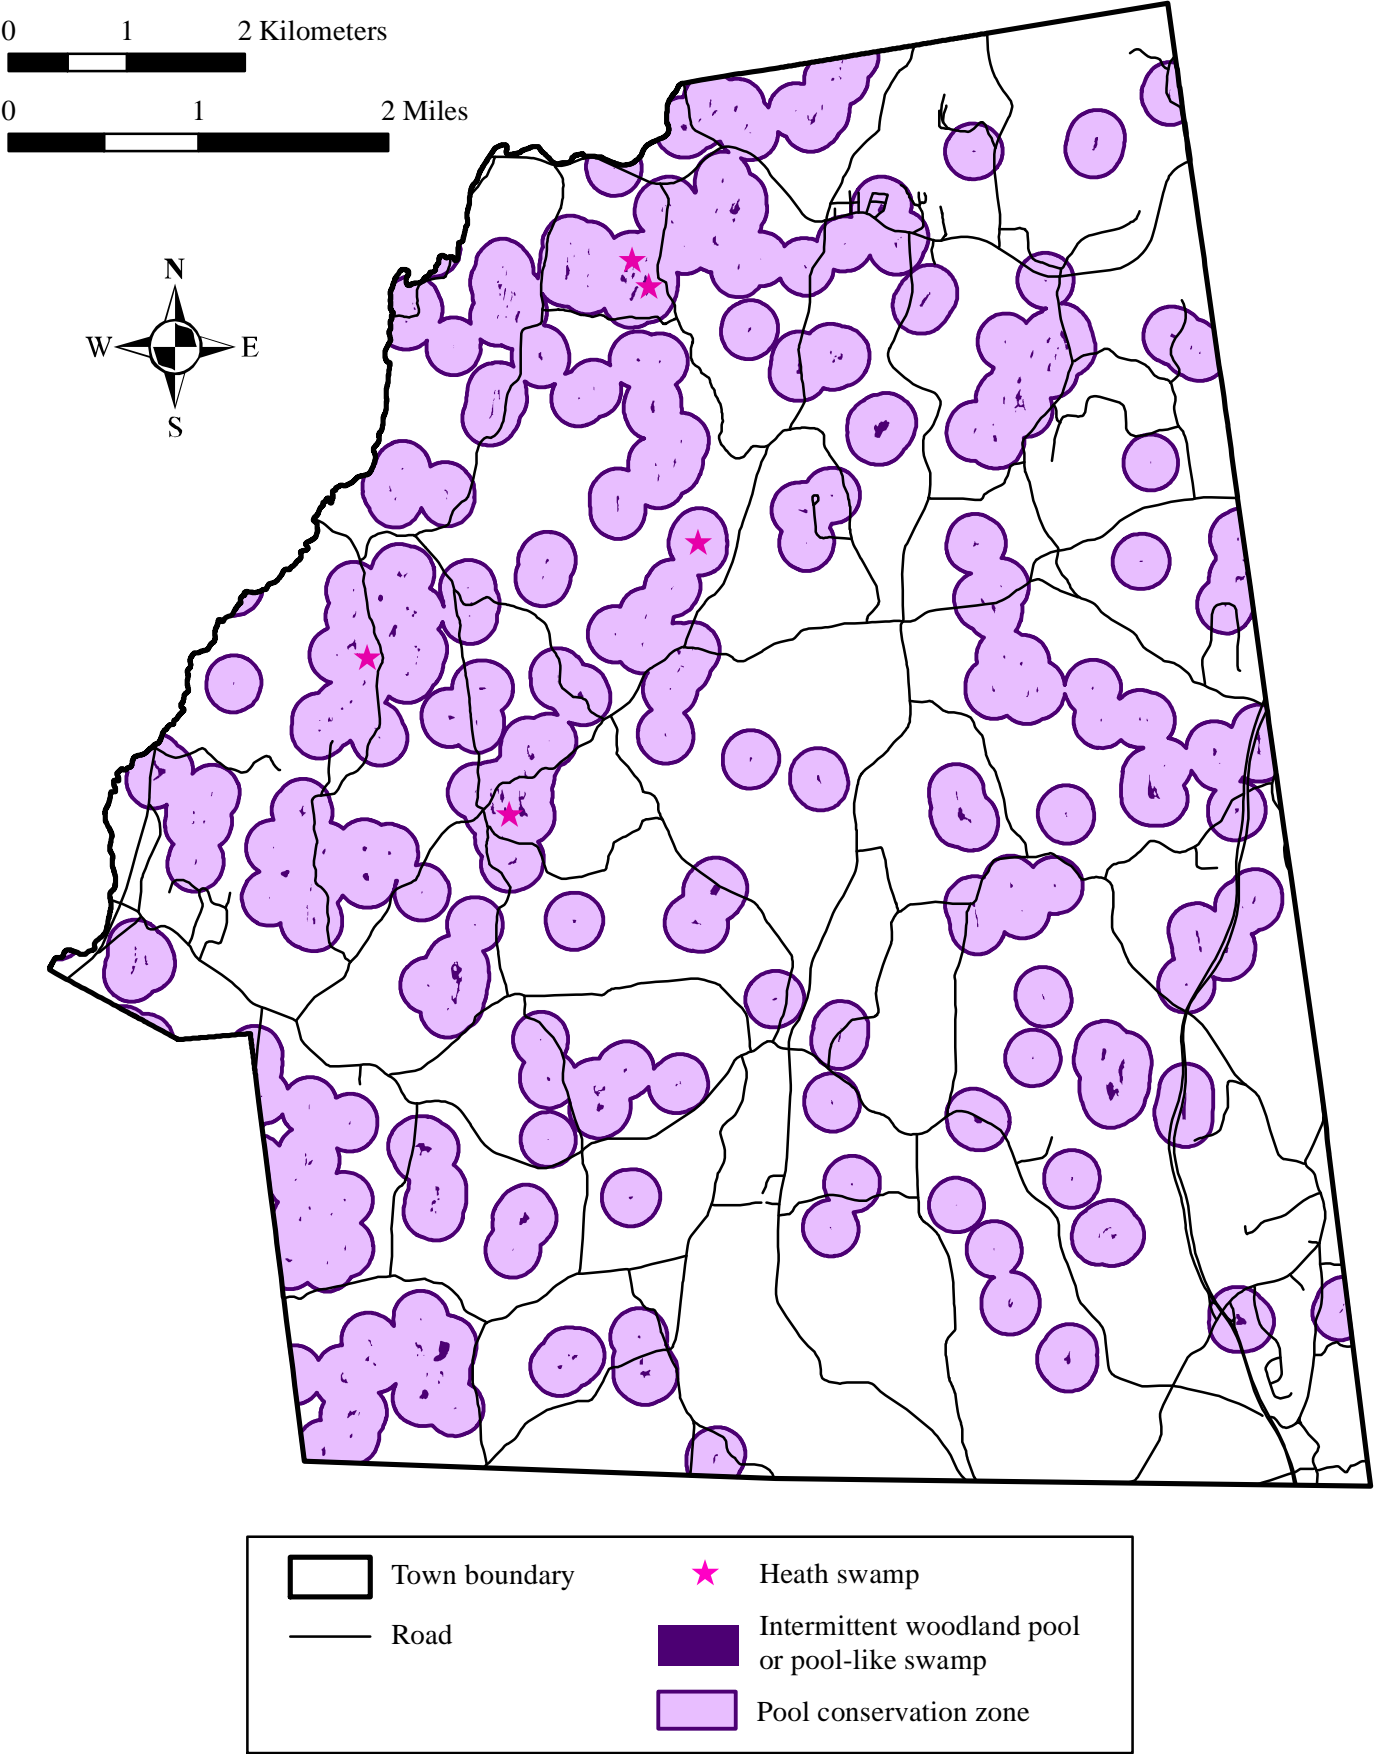 0 1 2 Kilometers
0 1 2 Miles
N
W E
S
Town boundary
Road
Heath swamp
Intermittent woodland pool
or pool-like swamp
Pool conservation zone